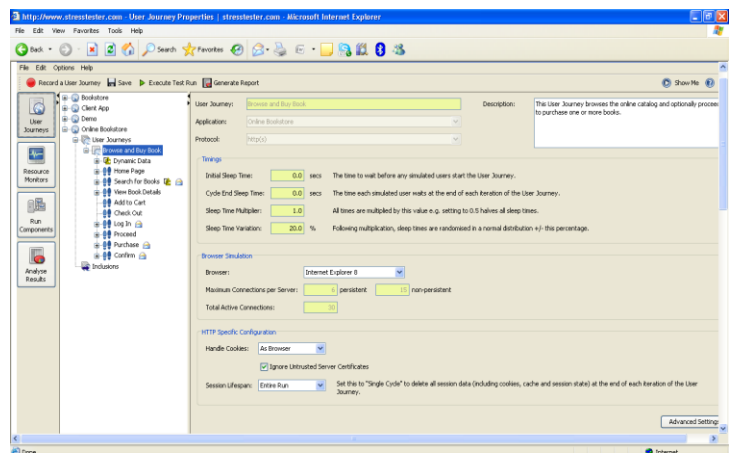 http://www.stresstester.com - User Journey Properties | stresstester.com - Microsoft Internet Explorer
File Edit View Favorites Tools Help
Back Search Favorites
File Edit Options Help
Record a User Journey Save Execute Test Run Generate Report Show Me
User Journeys
Resource Monitors
Run Components
Analyse Results
Bookstore
Client App
Demo
Online Bookstore
User Journeys
Browse and Buy Book
Dynamic Data
Home Page
Search for Books
View Book Details
Add to Cart
Check Out
Log In
Proceed
Purchase
Confirm
Inclusions
User Journey: Browse and Buy Book Description: This User Journey browses the online catalog and optionally proceed
to purchase one or more books.
Application: Online Bookstore
Protocol: http(s)
Timings
Initial Sleep Time: 0.0 secs The time to wait before any simulated users start the User Journey.
Cycle End Sleep Time: 0.0 secs The time each simulated user waits at the end of each iteration of the User Journey.
Sleep Time Multiplier: 1.0 All times are multiplied by this value e.g. setting to 0.5 halves all sleep times.
Sleep Time Variation: 20.0 % Following multiplication, sleep times are randomised in a normal distribution +/- this percentage.
Browser Simulation
Browser: Internet Explorer 8
Maximum Connections per Server: 6 persistent 15 non-persistent
Total Active Connections: 30
HTTP Specific Configuration
Handle Cookies: As Browser
Ignore Untrusted Server Certificates
Session Lifespan: Entire Run Set this to "Single Cycle" to delete all session data (including cookies, cache and session state) at the end of each iteration of the User
Journey.
Advanced Settings
Done Internet